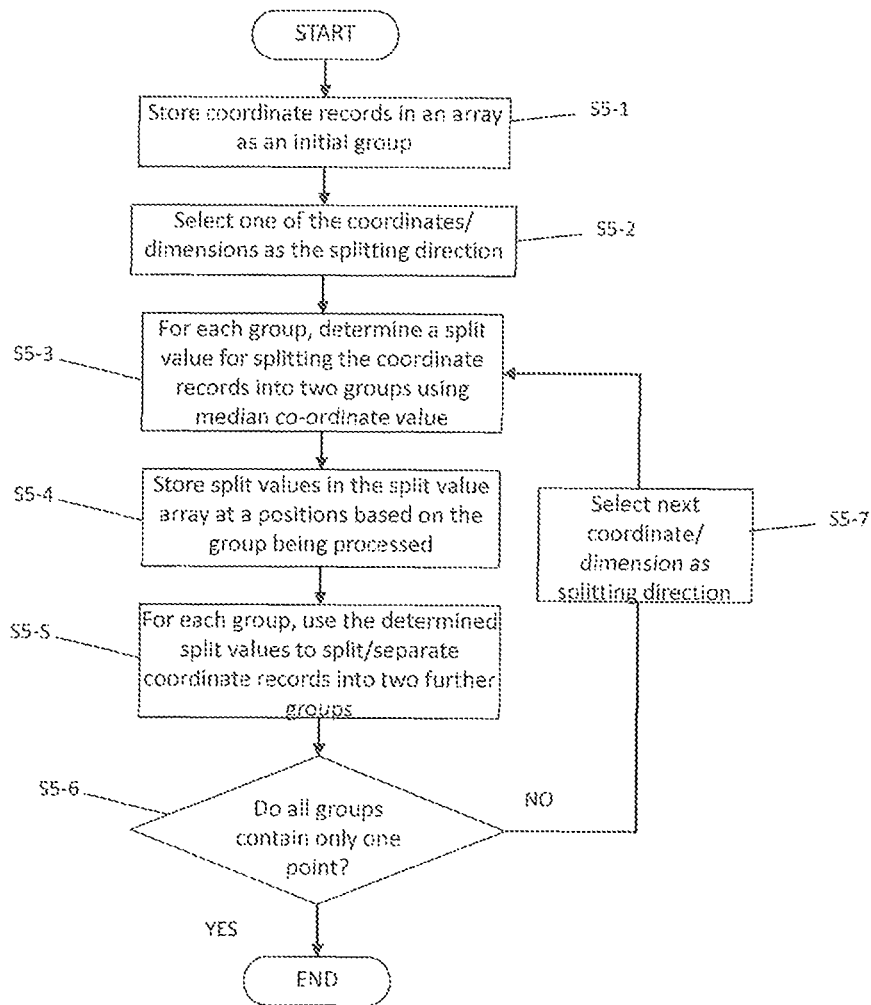 START
Store coordinate records in an array
as an initial group
S5-1
Select one of the coordinates/
dimensions as the splitting direction
S5-2
For each group, determine a split
value for splitting the coordinate
records into two groups using
median co-ordinate value
S5-3
Store split values in the split value
array at a positions based on the
group being processed
S5-4
Select next
coordinate/
dimension as
splitting direction
S5-7
For each group, use the determined
split values to split/separate
coordinate records into two further
groups
S5-5
S5-6
Do all groups
contain only one
point?
NO
YES
END